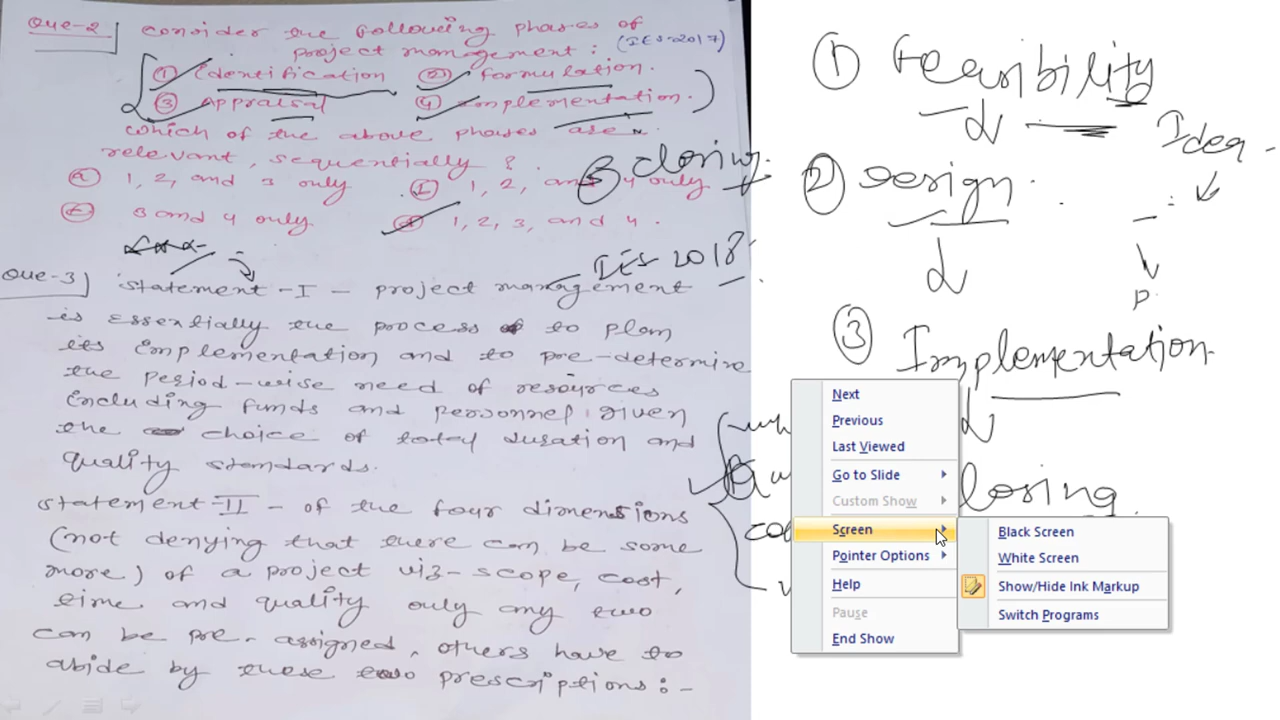 Que-2 Consider the following phases of
project management : (IES-2017)
① Identification ② formulation.
③ Appraisal ④ Implementation.
which of the above phases are
relevant, sequentially ?
ⓐ 1, 2, and 3 only 1, 2, and 4 only
ⓒ 3 and 4 only ⓓ 1, 2, 3, and 4.
⑤ closing.
IES 2018
Que-3) statement-I - project management
is essentially the process to plan
its implementation and to pre-determine
the period-wise need of resources
including funds and personnel, given
the choice of total duration and
quality standards.
statement-II - of the four dimensions
(not denying that there can be some
more) of a project viz-scope, cost,
time and quality only any two
can be pre-assigned, others have to
abide by these two prescriptions:-
① Feasibility
Idea
② Design
P.
③ Implementation.
losing
Next
Previous
Last Viewed
Go to Slide
Custom Show
Screen
Pointer Options
Help
Pause
End Show
Black Screen
White Screen
Show/Hide Ink Markup
Switch Programs